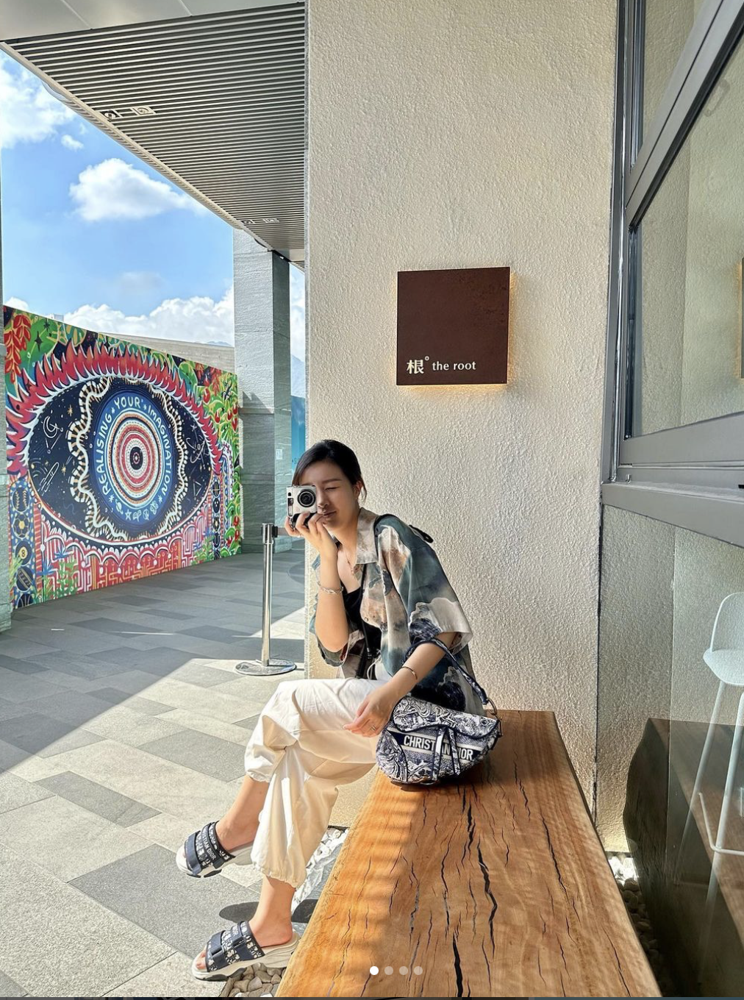 REALISING YOUR IMAGINATION
根° the root
CHRISTIAN DIOR